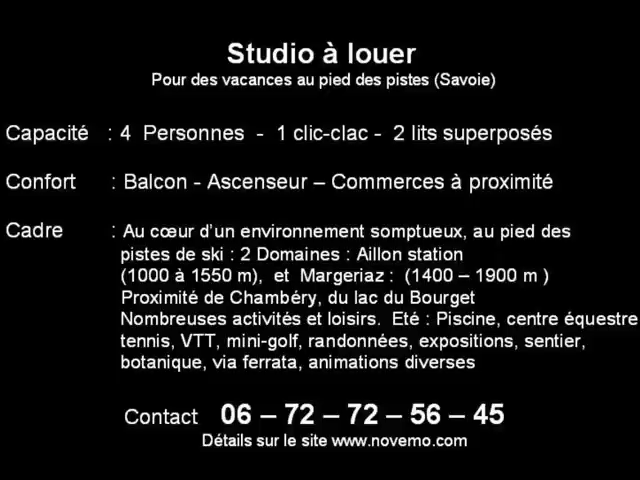 Studio à louer
Pour des vacances au pied des pistes (Savoie)
Capacité : 4 Personnes - 1 clic-clac - 2 lits superposés
Confort : Balcon - Ascenseur – Commerces à proximité
Cadre : Au cœur d'un environnement somptueux, au pied des
pistes de ski : 2 Domaines : Aillon station
(1000 à 1550 m), et Margeriaz : (1400 – 1900 m )
Proximité de Chambéry, du lac du Bourget
Nombreuses activités et loisirs. Eté : Piscine, centre équestre
tennis, VTT, mini-golf, randonnées, expositions, sentier,
botanique, via ferrata, animations diverses
Contact 06 – 72 – 72 – 56 – 45
Détails sur le site www.novemo.com